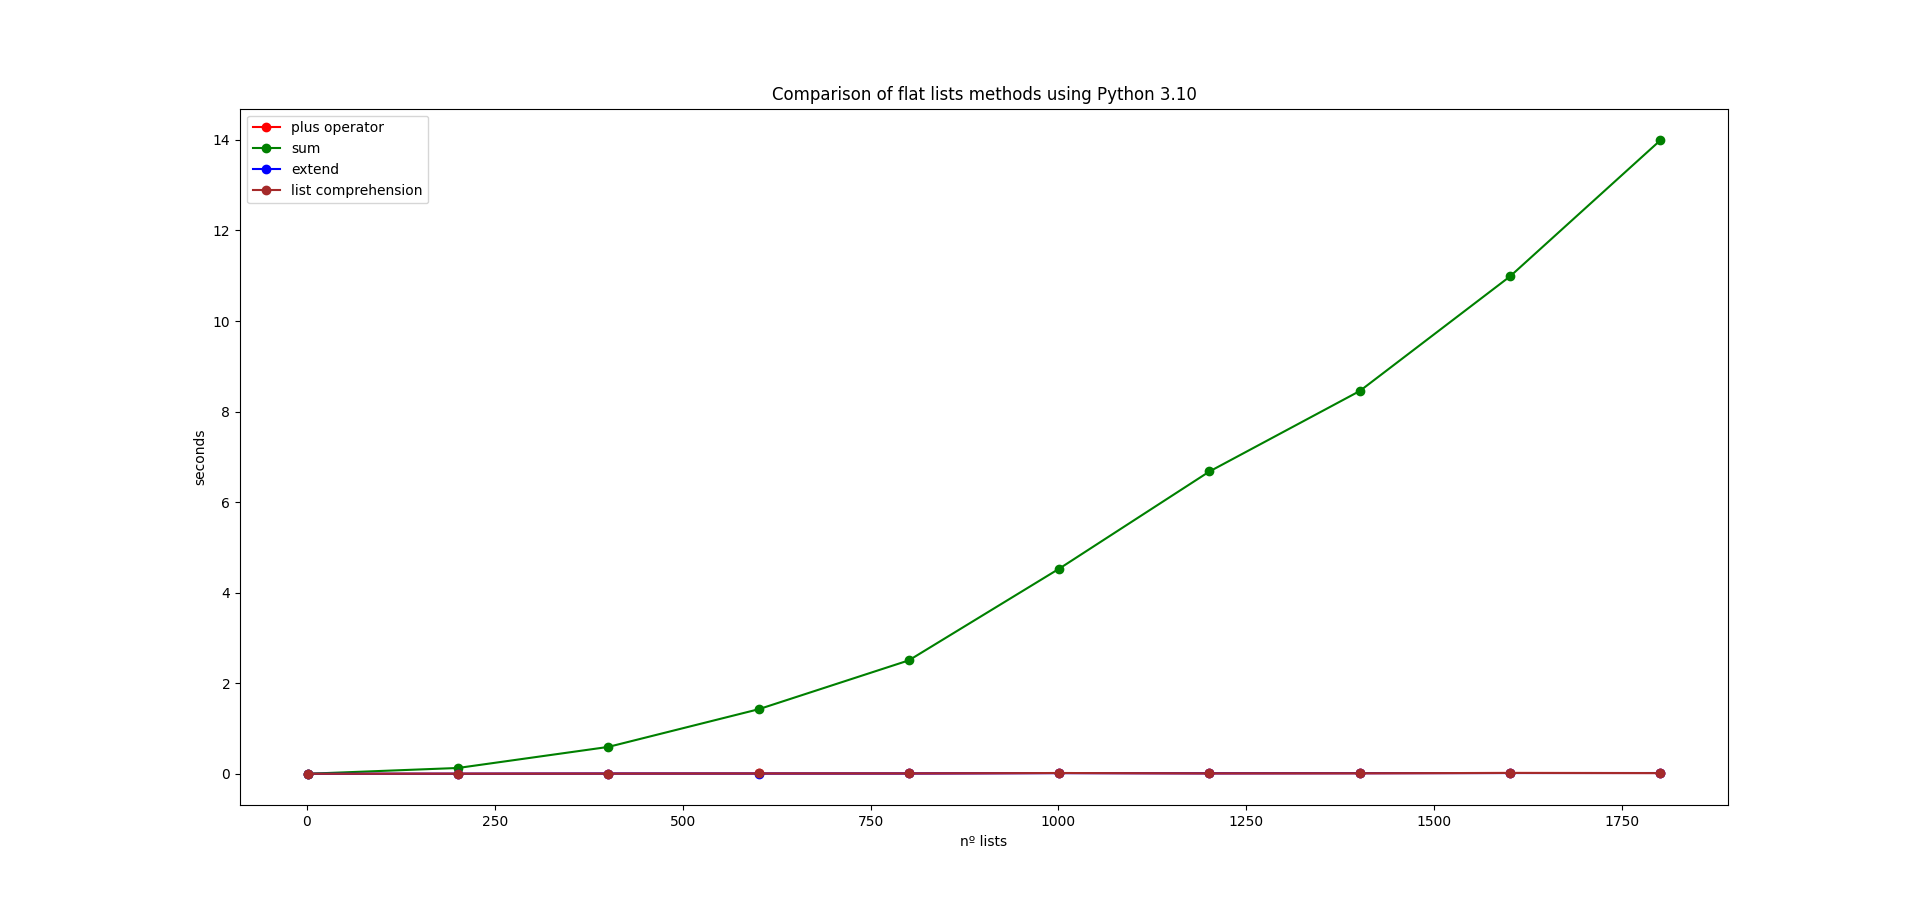 Comparison of flat lists methods using Python 3.10
plus operator
sum
extend
list comprehension
14
12
10
8
6
4
2
0
seconds
0 250 500 750 1000 1250 1500 1750
nº lists